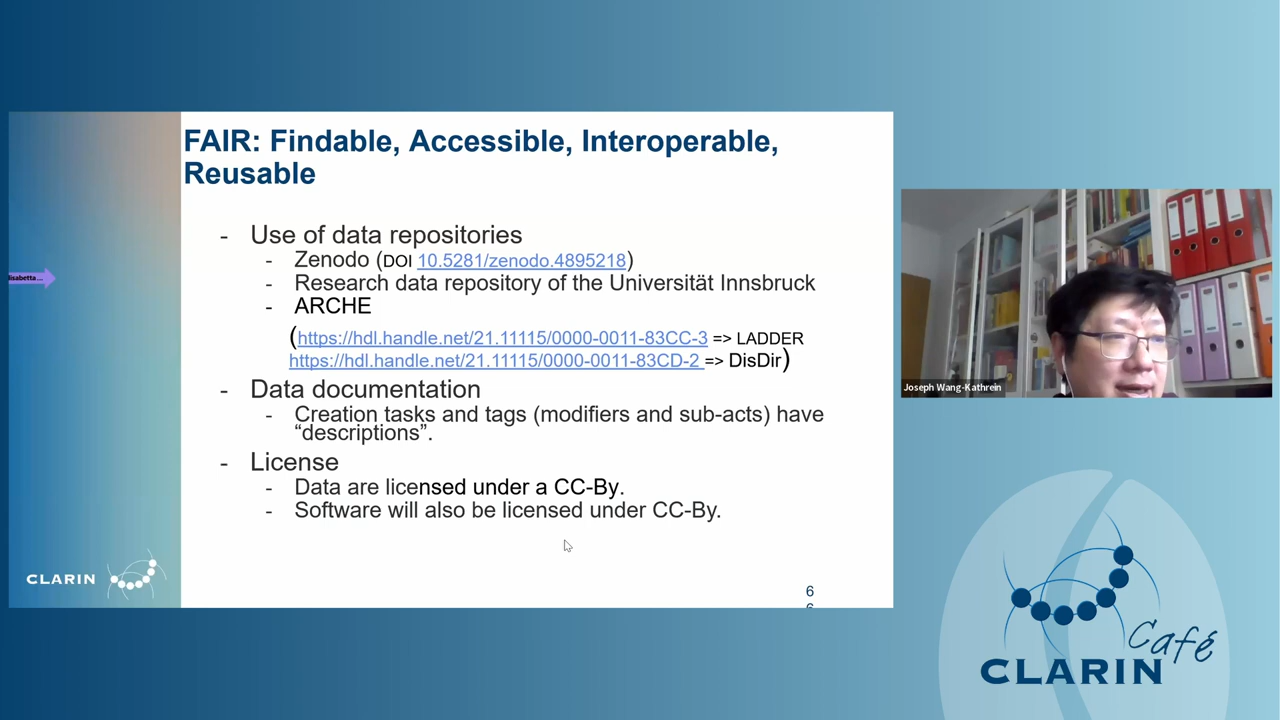 FAIR: Findable, Accessible, Interoperable,
Reusable
- Use of data repositories
- Zenodo (DOI 10.5281/zenodo.4895218)
- Research data repository of the Universität Innsbruck
- ARCHE
(https://hdl.handle.net/21.11115/0000-0011-83CC-3 => LADDER
https://hdl.handle.net/21.11115/0000-0011-83CD-2 => DisDir)
- Data documentation
- Creation tasks and tags (modifiers and sub-acts) have
“descriptions”.
- License
- Data are licensed under a CC-By.
- Software will also be licensed under CC-By.
6
CLARIN
Joseph Wang-Kathrein
Café
CLARIN